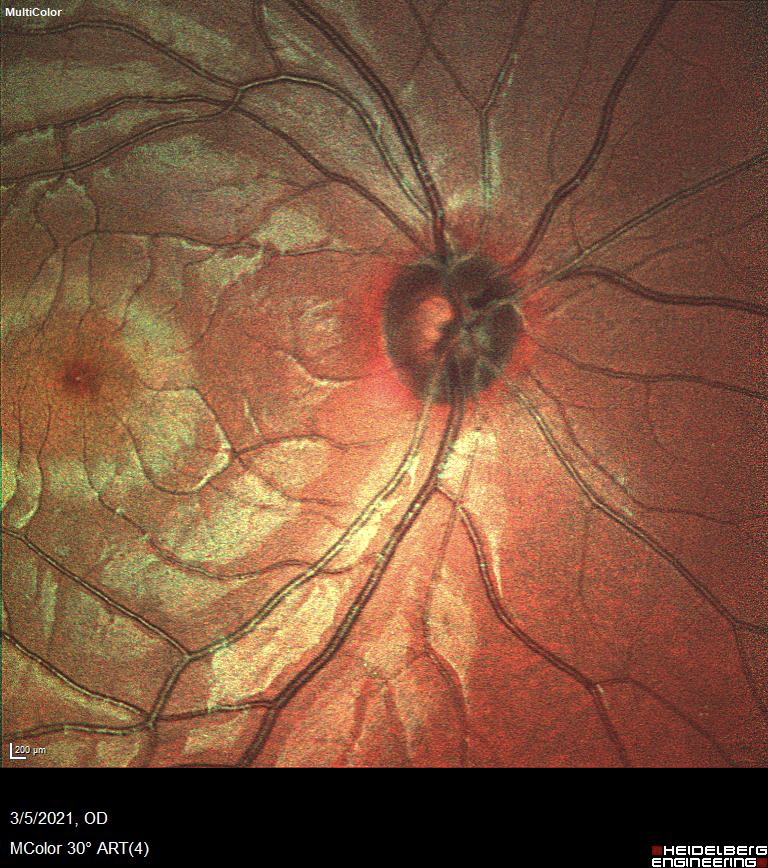 MultiColor
200 µm
3/5/2021, OD
MColor 30° ART(4)
HEIDELBERG
ENGINEERING